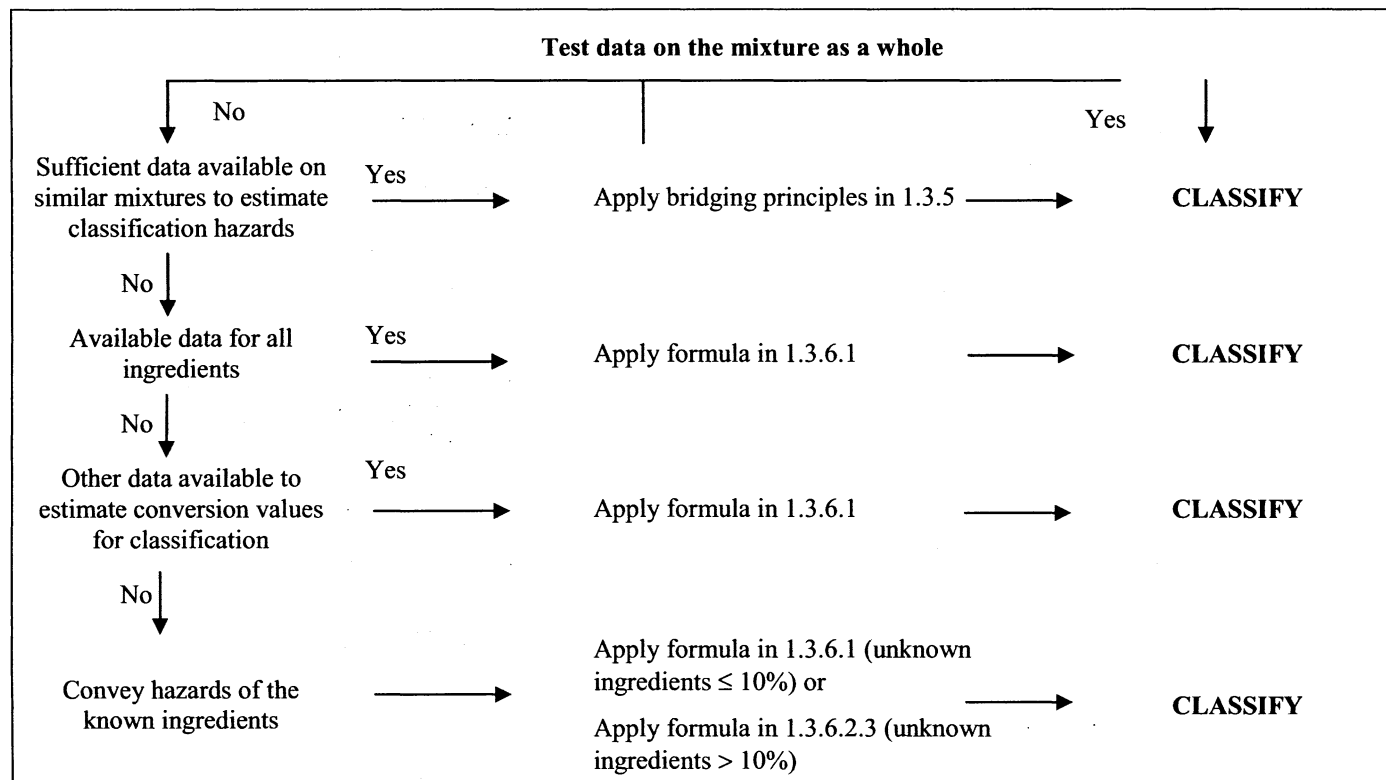 Test data on the mixture as a whole
No
Yes
Sufficient data available on
similar mixtures to estimate
classification hazards
Yes
Apply bridging principles in 1.3.5
CLASSIFY
No
Available data for all
ingredients
Yes
Apply formula in 1.3.6.1
CLASSIFY
No
Other data available to
estimate conversion values
for classification
Yes
Apply formula in 1.3.6.1
CLASSIFY
No
Convey hazards of the
known ingredients
Apply formula in 1.3.6.1 (unknown
ingredients ≤ 10%) or
Apply formula in 1.3.6.2.3 (unknown
ingredients > 10%)
CLASSIFY